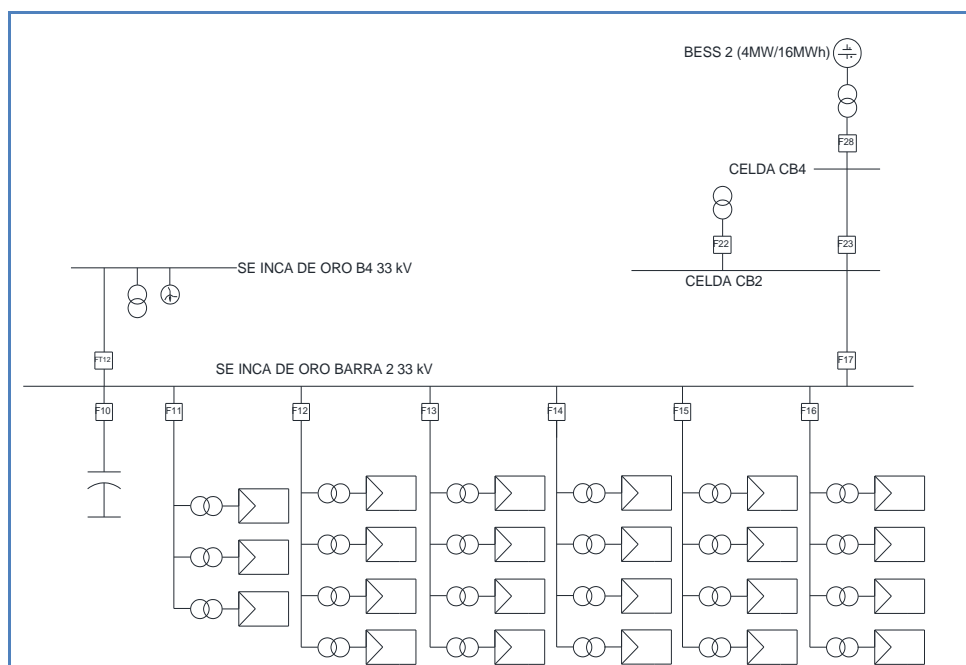 BESS 2 (4MW/16MWh)
F28
CELDA CB4
F22
F23
SE INCA DE ORO B4 33 kV
CELDA CB2
FT12
SE INCA DE ORO BARRA 2 33 kV
F17
F10
F11
F12
F13
F14
F15
F16